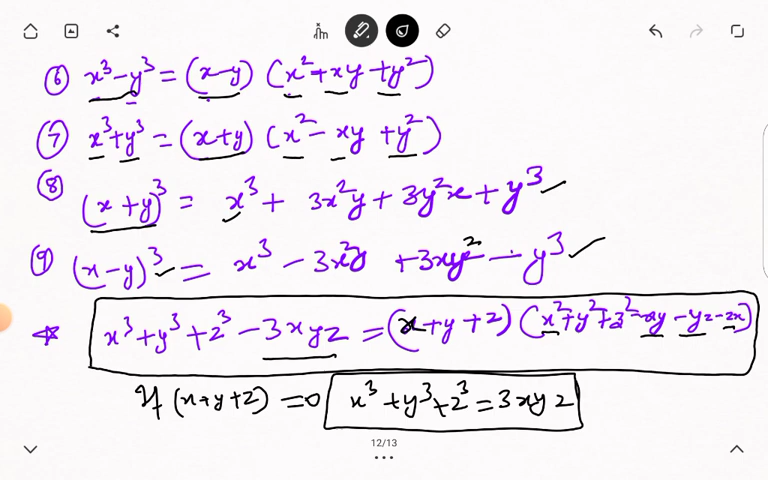 ⑥ x³-y³ = (x-y) (x²+xy+y²)
⑦ x³+y³ = (x+y) (x²-xy+y²)
⑧ (x+y)³ = x³ + 3x²y + 3y²x + y³
⑨ (x-y)³ = x³ - 3x²y + 3xy² - y³
☆ x³+y³+z³-3xyz = (x+y+z) (x²+y²+z²-xy-yz-zx)
If (x+y+z) = 0 x³+y³+z³ = 3xyz
12/13